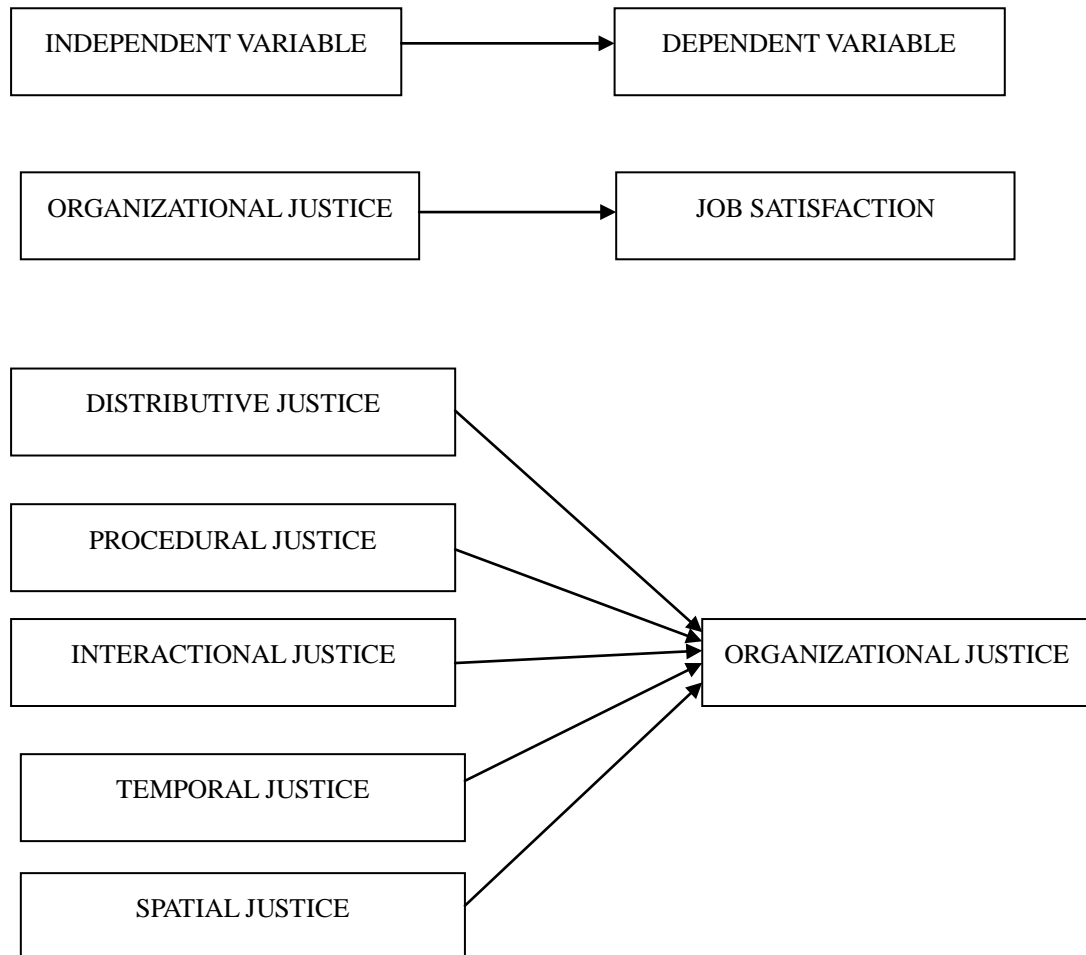 INDEPENDENT VARIABLE
DEPENDENT VARIABLE
ORGANIZATIONAL JUSTICE
JOB SATISFACTION
DISTRIBUTIVE JUSTICE
PROCEDURAL JUSTICE
INTERACTIONAL JUSTICE
ORGANIZATIONAL JUSTICE
TEMPORAL JUSTICE
SPATIAL JUSTICE